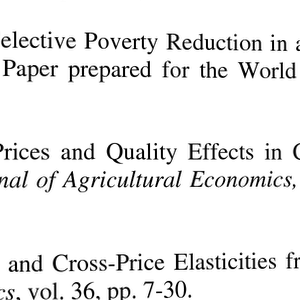 elective Poverty Reduction in a
Paper prepared for the World
Prices and Quality Effects in
nal of Agricultural Economics,
and Cross-Price Elasticities
cs, vol. 36, pp. 7-30.